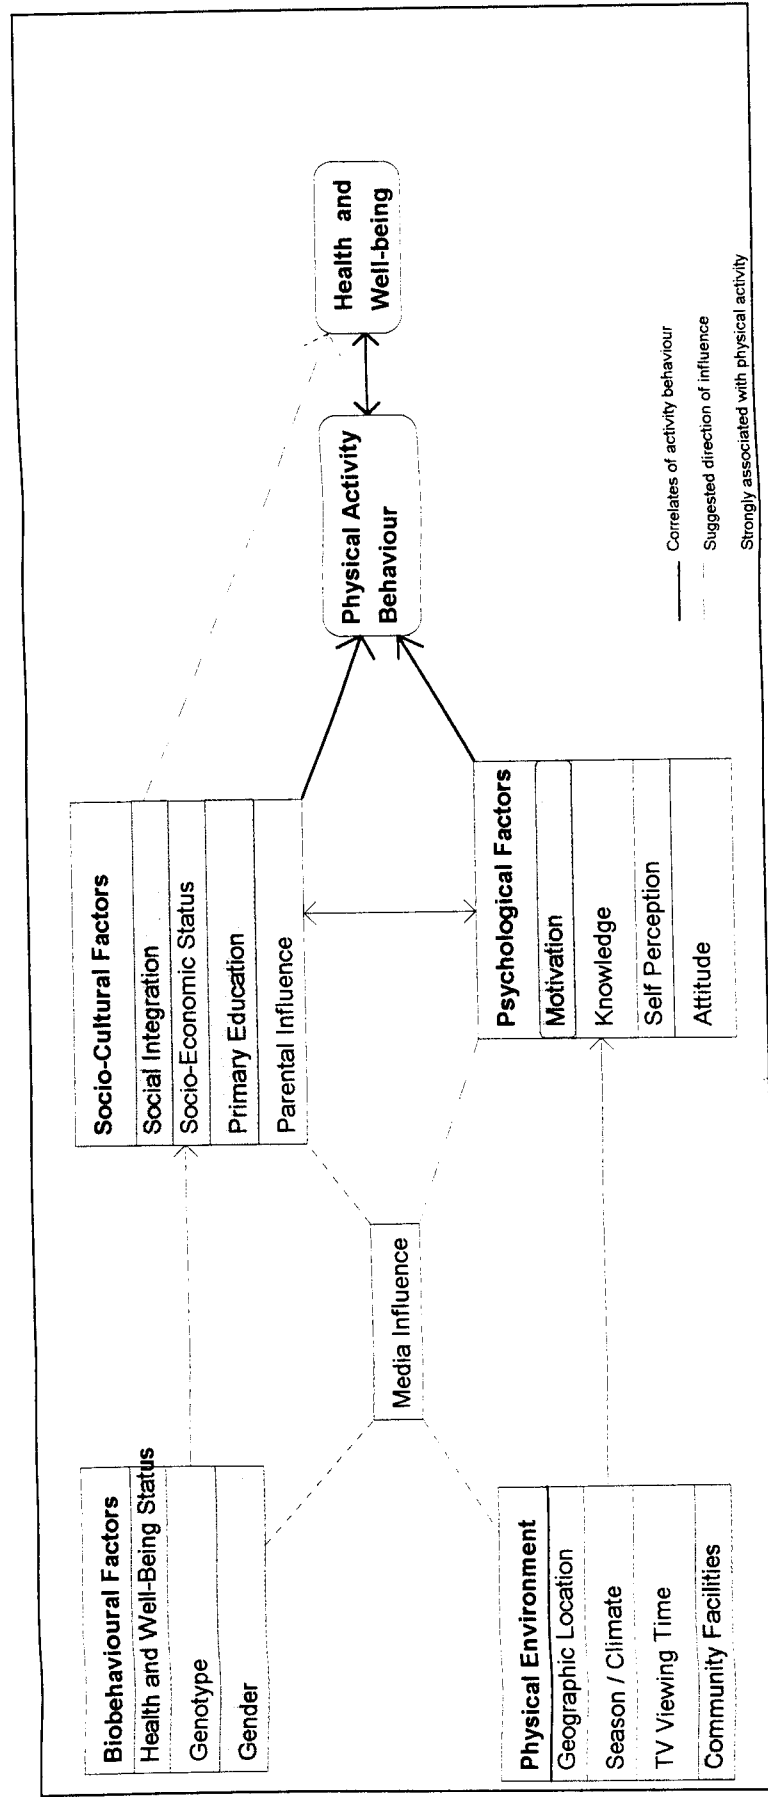 Biobehavioural Factors
Health and Well-Being Status
Genotype
Gender
Physical Environment
Geographic Location
Season / Climate
TV Viewing Time
Community Facilities
Media Influence
Socio-Cultural Factors
Social Integration
Socio-Economic Status
Primary Education
Parental Influence
Psychological Factors
Motivation
Knowledge
Self Perception
Attitude
Physical Activity
Behaviour
Health and
Well-being
Correlates of activity behaviour
Suggested direction of influence
Strongly associated with physical activity